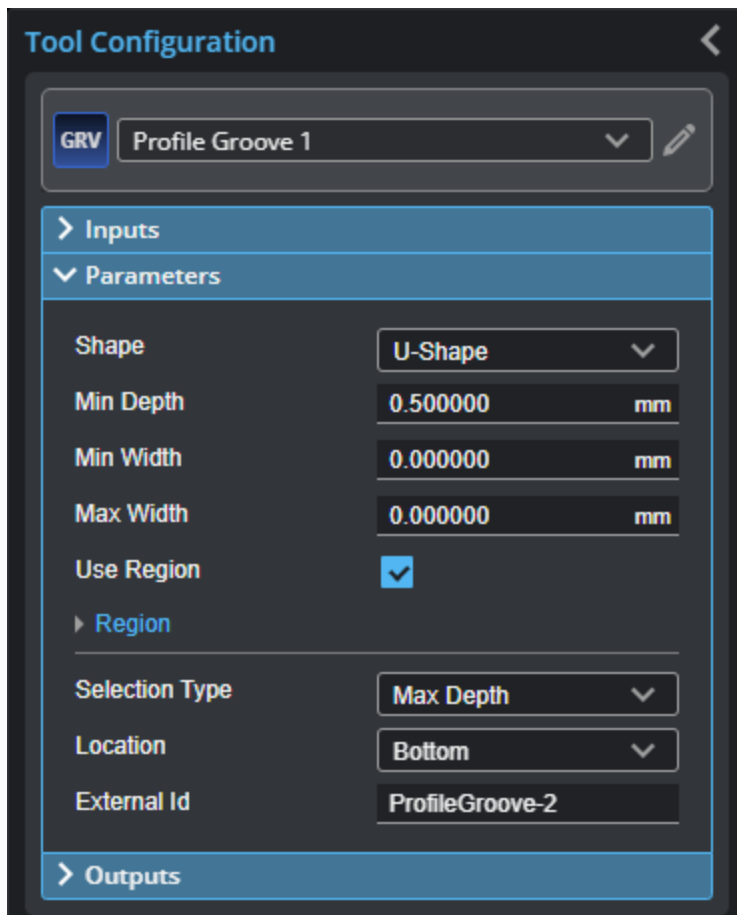 Tool Configuration
GRV Profile Groove 1
Inputs
Parameters
Shape U-Shape
Min Depth 0.500000 mm
Min Width 0.000000 mm
Max Width 0.000000 mm
Use Region
Region
Selection Type Max Depth
Location Bottom
External Id ProfileGroove-2
Outputs